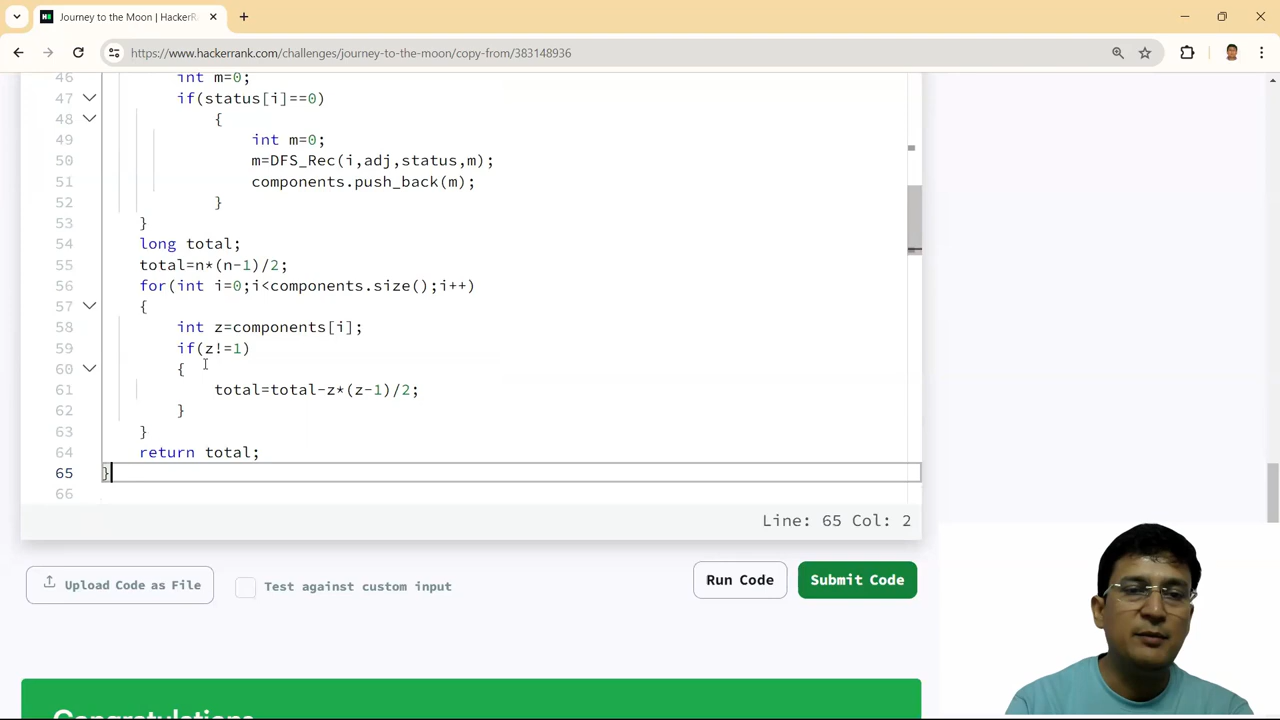 Journey to the Moon | HackerR
https://www.hackerrank.com/challenges/journey-to-the-moon/copy-from/383148936
46 int m=0;
47 if(status[i]==0)
48 {
49 int m=0;
50 m=DFS_Rec(i,adj,status,m);
51 components.push_back(m);
52 }
53 }
54 long total;
55 total=n*(n-1)/2;
56 for(int i=0;i<components.size();i++)
57 {
58 int z=components[i];
59 if(z!=1)
60 {
61 total=total-z*(z-1)/2;
62 }
63 }
64 return total;
65 }
66
Line: 65 Col: 2
Upload Code as File
Test against custom input
Run Code
Submit Code
Congratulations